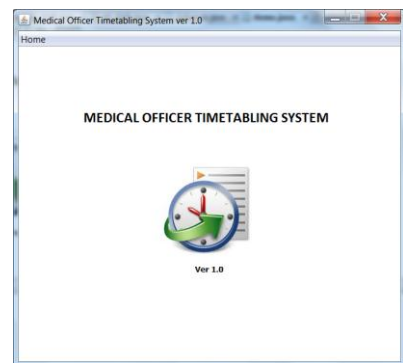 Medical Officer Timetabling System ver 1.0
Home
MEDICAL OFFICER TIMETABLING SYSTEM
Ver 1.0